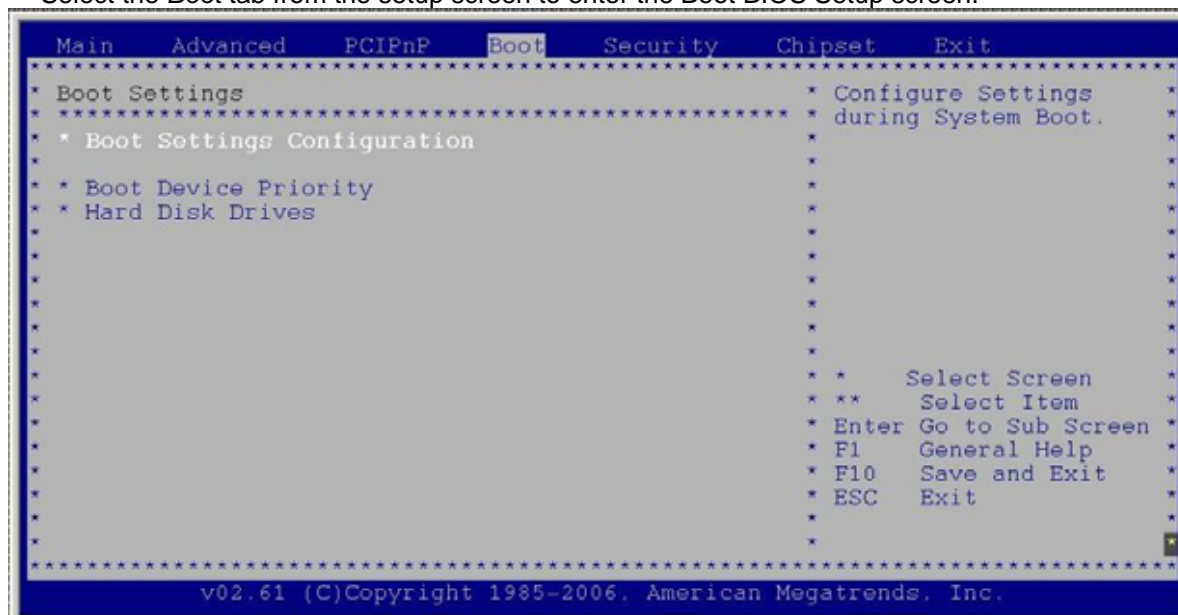 Select the Boot tab from the setup screen to enter the Boot BIOS Setup screen.
Main Advanced PCIPnP Boot Security Chipset Exit
Boot Settings
* Boot Settings Configuration
* Boot Device Priority
* Hard Disk Drives
Configure Settings
during System Boot.
* Select Screen
** Select Item
Enter Go to Sub Screen
F1 General Help
F10 Save and Exit
ESC Exit
v02.61 (C)Copyright 1985-2006, American Megatrends, Inc.